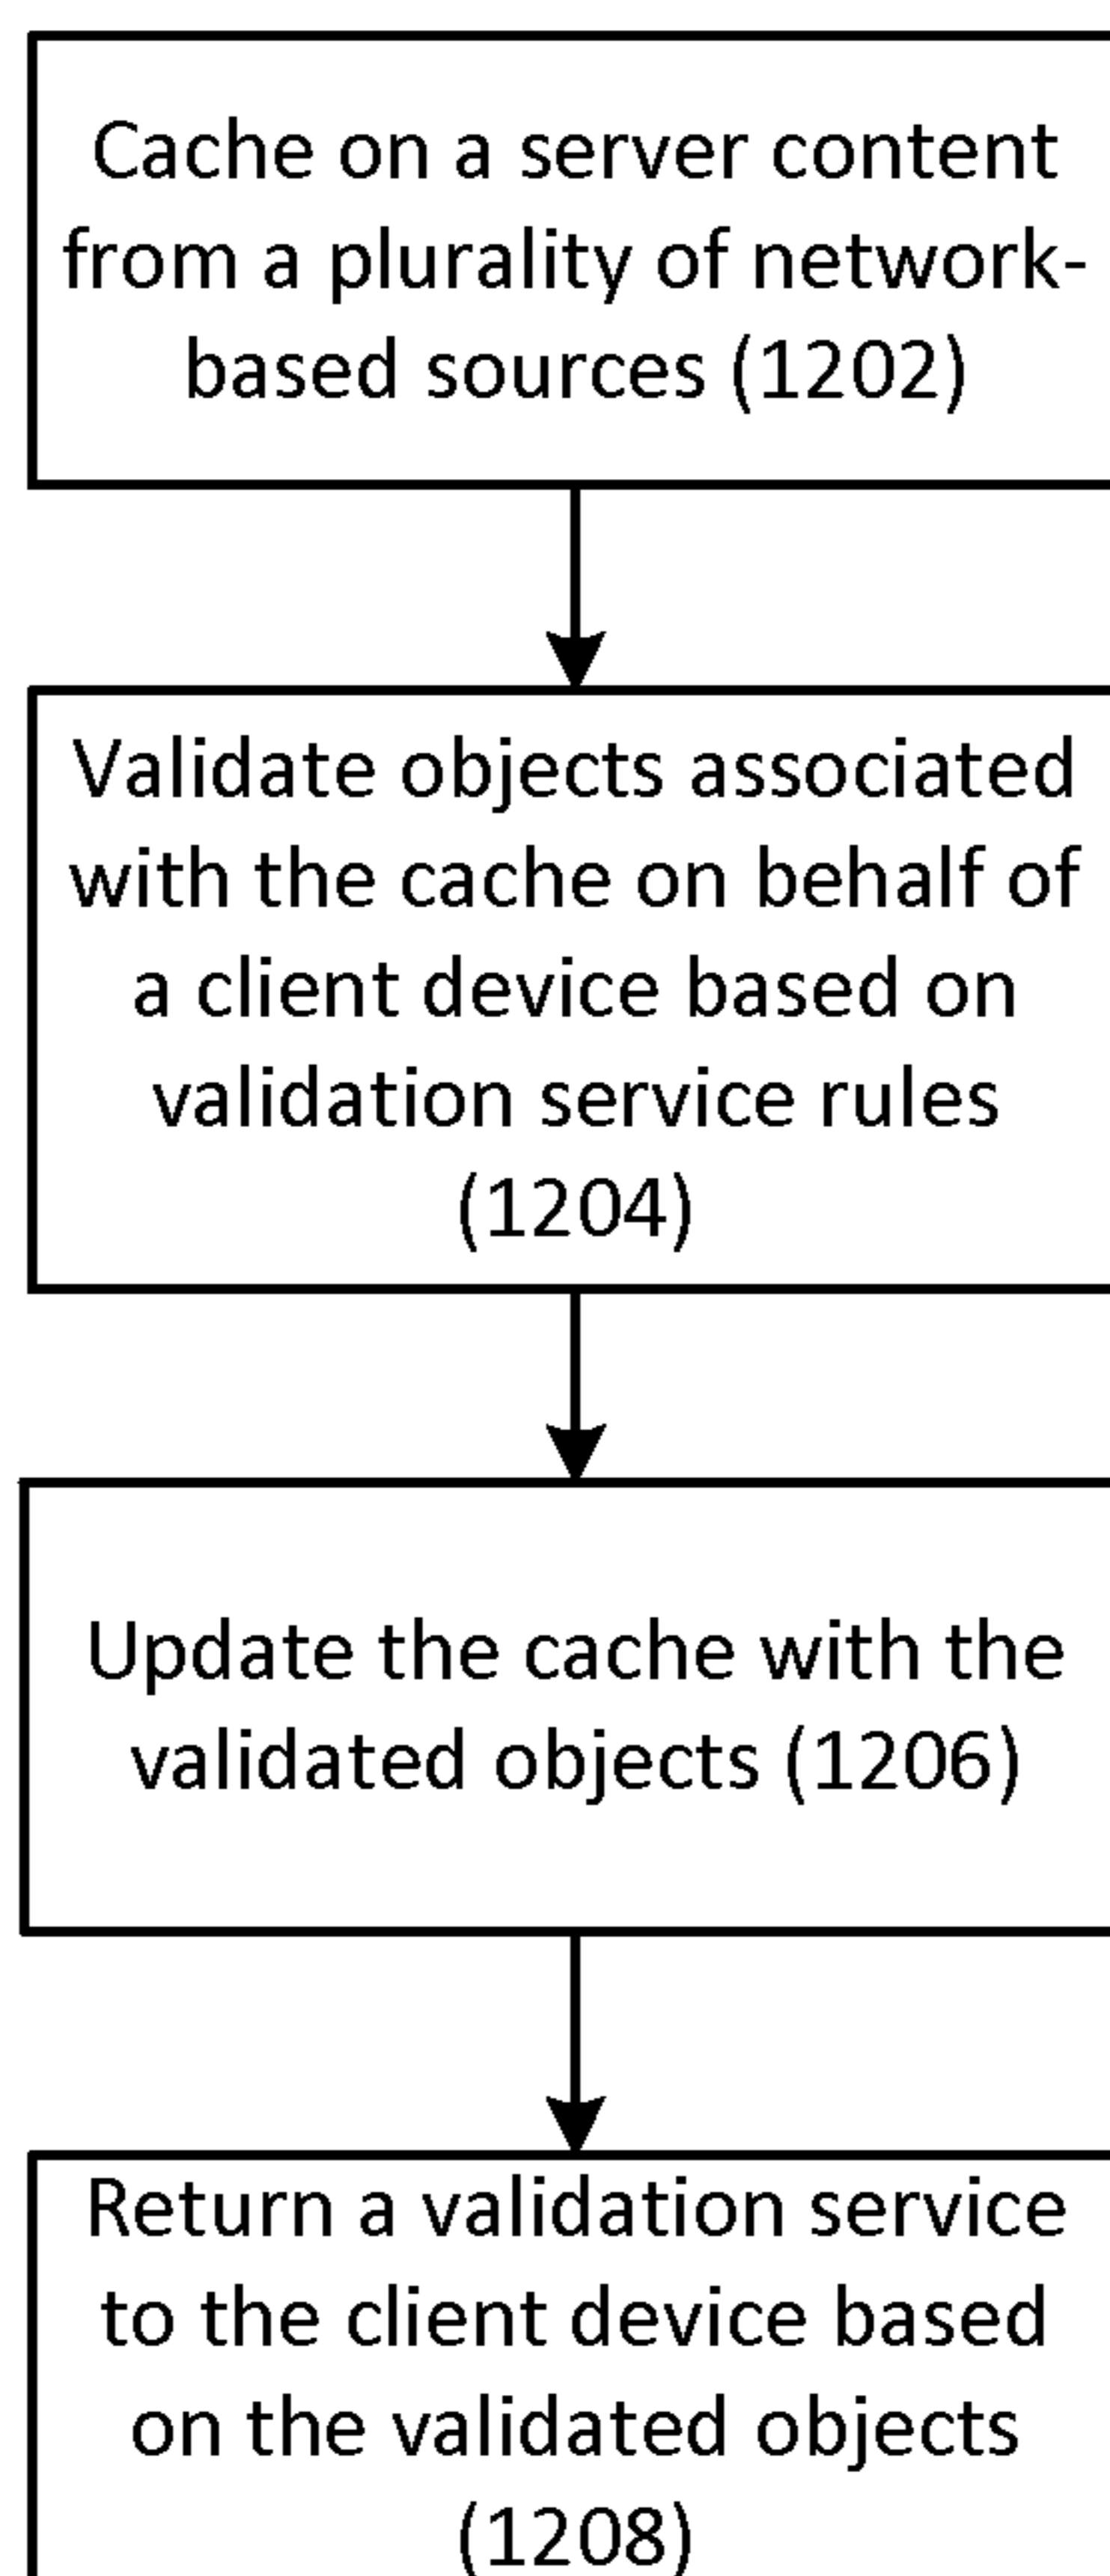 Cache on a server content
from a plurality of network-
based sources (1202)
Validate objects associated
with the cache on behalf of
a client device based on
validation service rules
(1204)
Update the cache with the
validated objects (1206)
Return a validation service
to the client device based
on the validated objects
(1208)